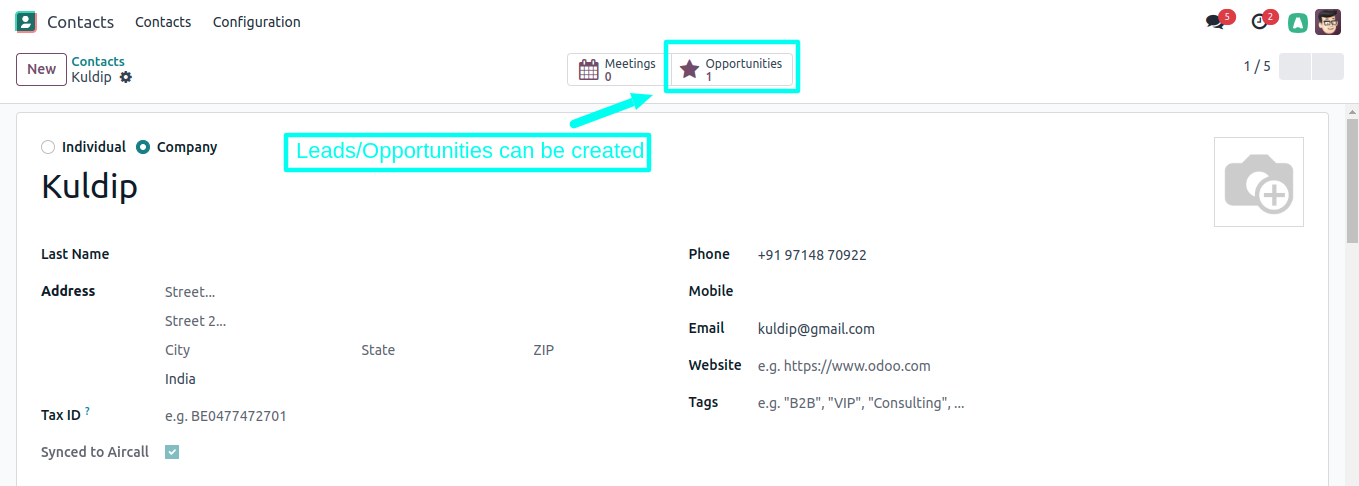 Contacts Contacts Configuration 5 2
New Contacts Meetings Opportunities
Kuldip 0 1 1 / 5
Individual Company Leads/Opportunities can be created
Kuldip
Last Name Phone +91 97148 70922
Address Street... Mobile
Street 2... Email kuldip@gmail.com
City State ZIP Website e.g. https://www.odoo.com
India
Tax ID ? e.g. BE0477472701 Tags e.g. "B2B", "VIP", "Consulting", ...
Synced to Aircall